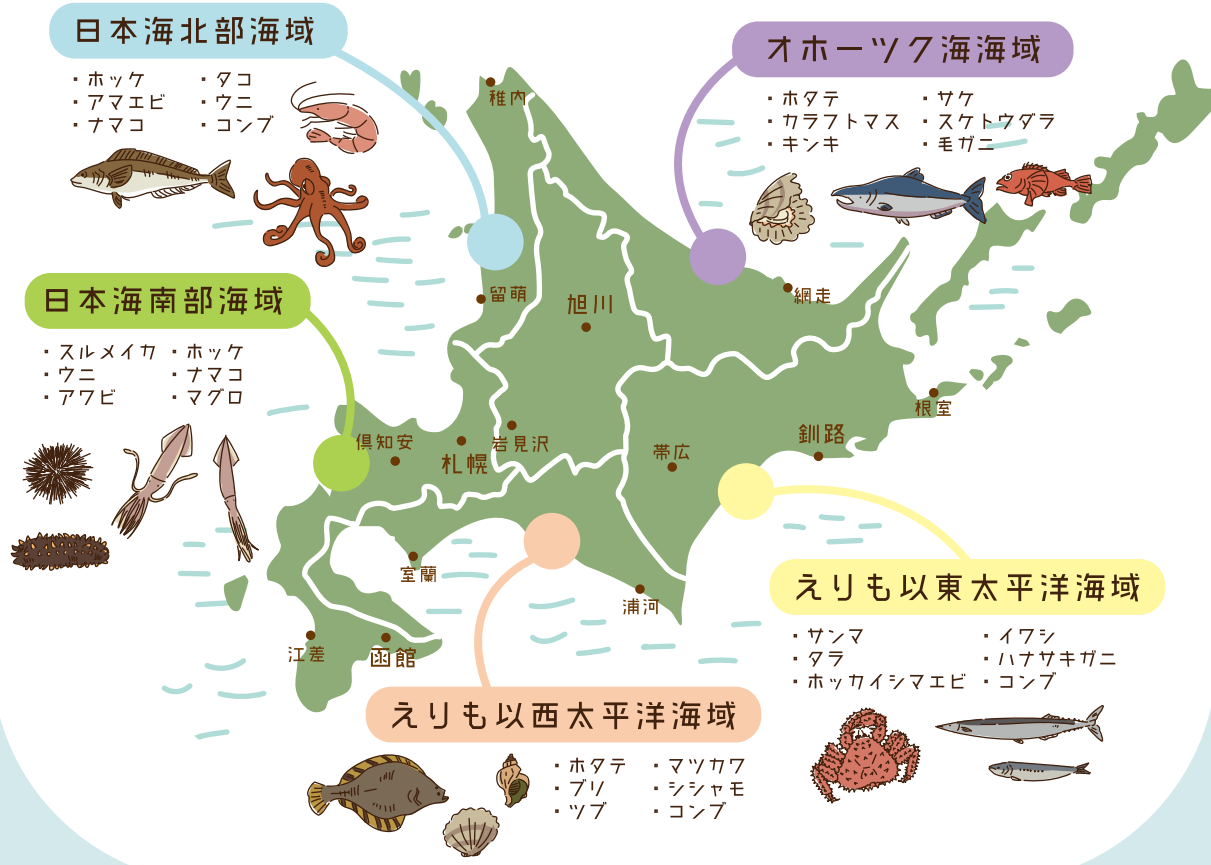 日本海北部海域
・ホッケ ・タコ
・アマエビ ・ウニ
・ナマコ ・コンブ
オホーツク海海域
・ホタテ ・サケ
・カラフトマス ・スケトウダラ
・キンキ ・毛ガニ
日本海南部海域
・スルメイカ ・ホッケ
・ウニ ・ナマコ
・アワビ ・マグロ
稚内
留萌
旭川
網走
根室
釧路
帯広
倶知安
札幌
岩見沢
室蘭
浦河
江差
函館
えりも以東太平洋海域
・サンマ ・イワシ
・タラ ・ハナサキガニ
・ホッカイシマエビ ・コンブ
えりも以西太平洋海域
・ホタテ ・マツカワ
・ブリ ・シシャモ
・ツブ ・コンブ